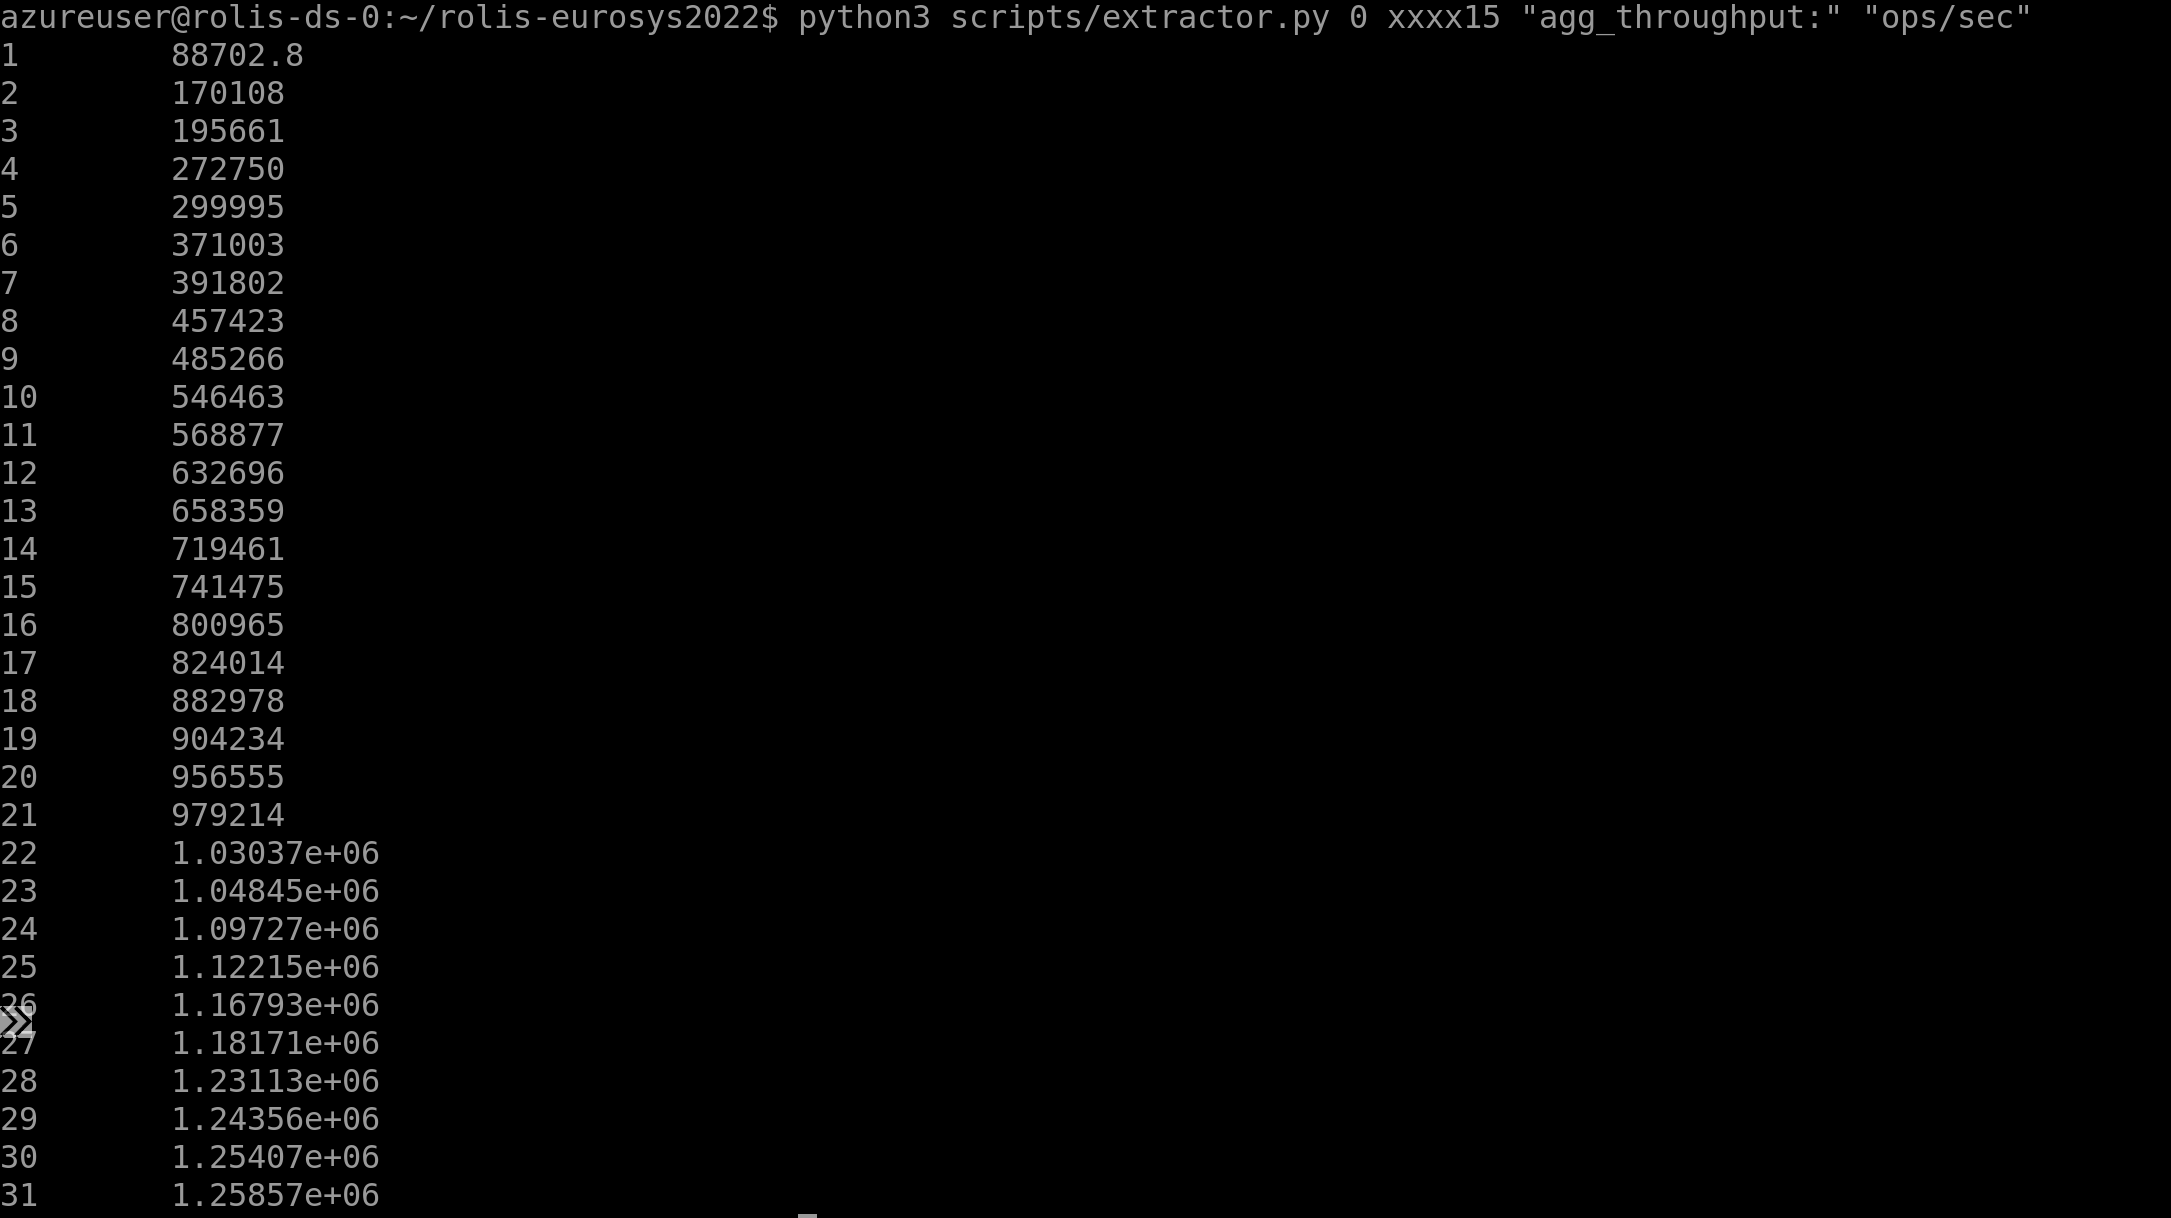 azureuser@rolis-ds-0:~/rolis-eurosys2022$ python3 scripts/extractor.py 0 xxxx15 "agg_throughput:" "ops/sec"
1 88702.8
2 170108
3 195661
4 272750
5 299995
6 371003
7 391802
8 457423
9 485266
10 546463
11 568877
12 632696
13 658359
14 719461
15 741475
16 800965
17 824014
18 882978
19 904234
20 956555
21 979214
22 1.03037e+06
23 1.04845e+06
24 1.09727e+06
25 1.12215e+06
26 1.16793e+06
27 1.18171e+06
28 1.23113e+06
29 1.24356e+06
30 1.25407e+06
31 1.25857e+06